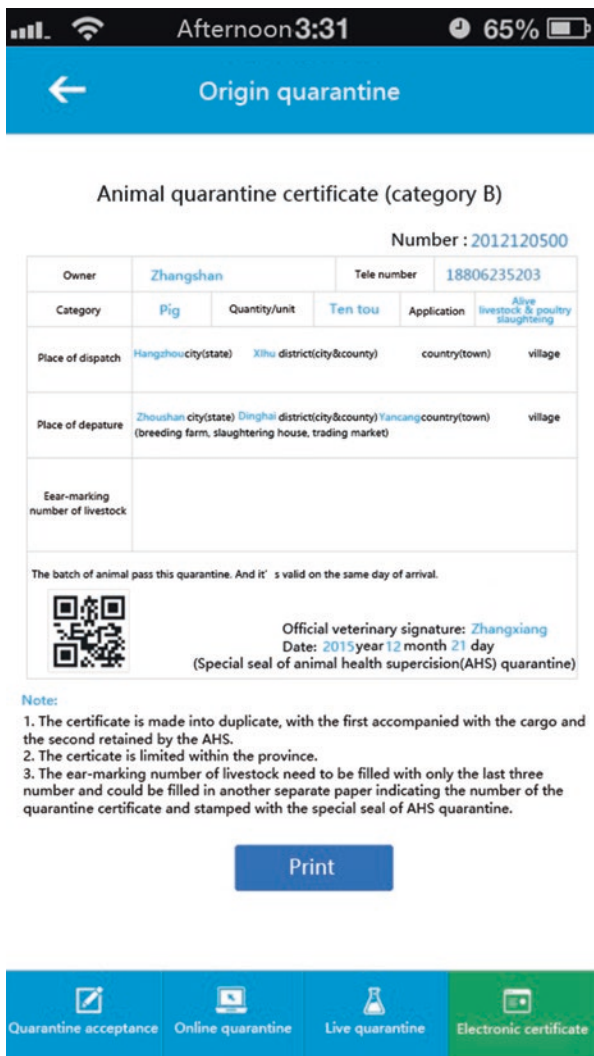 Afternoon 3:31 65%
Origin quarantine
Animal quarantine certificate (category B)
Number : 2012120500
Owner Zhangshan Tele number 18806235203
Category Pig Quantity/unit Ten tou Application Alive livestock & poultry slaughteing
Place of dispatch Hangzhou city(state) XIhu district(city&county) country(town) village
Place of depature Zhoushan city(state) Dinghai district(city&county) Yancang country(town) village
(breeding farm, slaughtering house, trading market)
Eear-marking
number of livestock
The batch of animal pass this quarantine. And it' s valid on the same day of arrival.
Official veterinary signature: Zhangxiang
Date: 2015 year 12 month 21 day
(Special seal of animal health supercision(AHS) quarantine)
Note:
1. The certificate is made into duplicate, with the first accompanied with the cargo and
the second retained by the AHS.
2. The certicate is limited within the province.
3. The ear-marking number of livestock need to be filled with only the last three
number and could be filled in another separate paper indicating the number of the
quarantine certificate and stamped with the special seal of AHS quarantine.
Print
Quarantine acceptance Online quarantine Live quarantine Electronic certificate